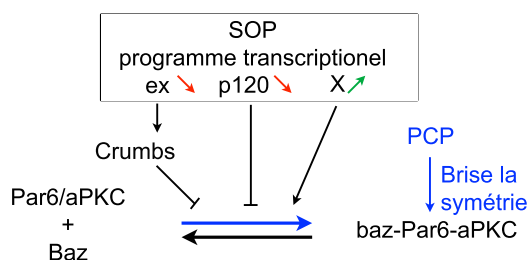 SOP
programme transcriptionel
ex p120 X
Crumbs
PCP
Brise la
symétrie
Par6/aPKC
+
Baz
baz-Par6-aPKC